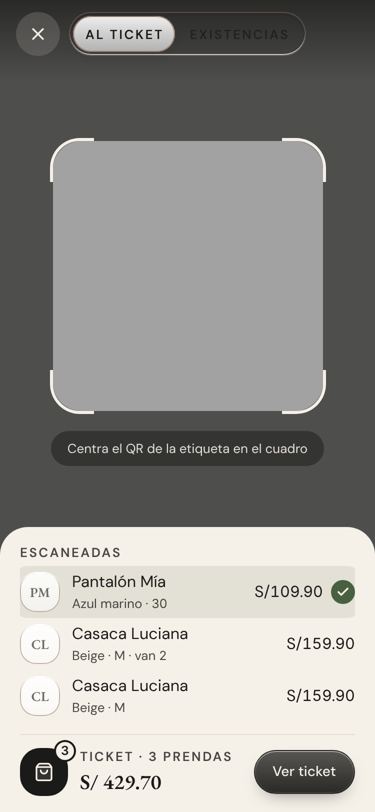 AL TICKET
EXISTENCIAS
Centra el QR de la etiqueta en el cuadro
ESCANEADAS
PM
Pantalón Mía
S/109.90
Azul marino · 30
CL
Casaca Luciana
S/159.90
Beige · M · van 2
CL
Casaca Luciana
S/159.90
Beige · M
3
TICKET · 3 PRENDAS
S/ 429.70
Ver ticket